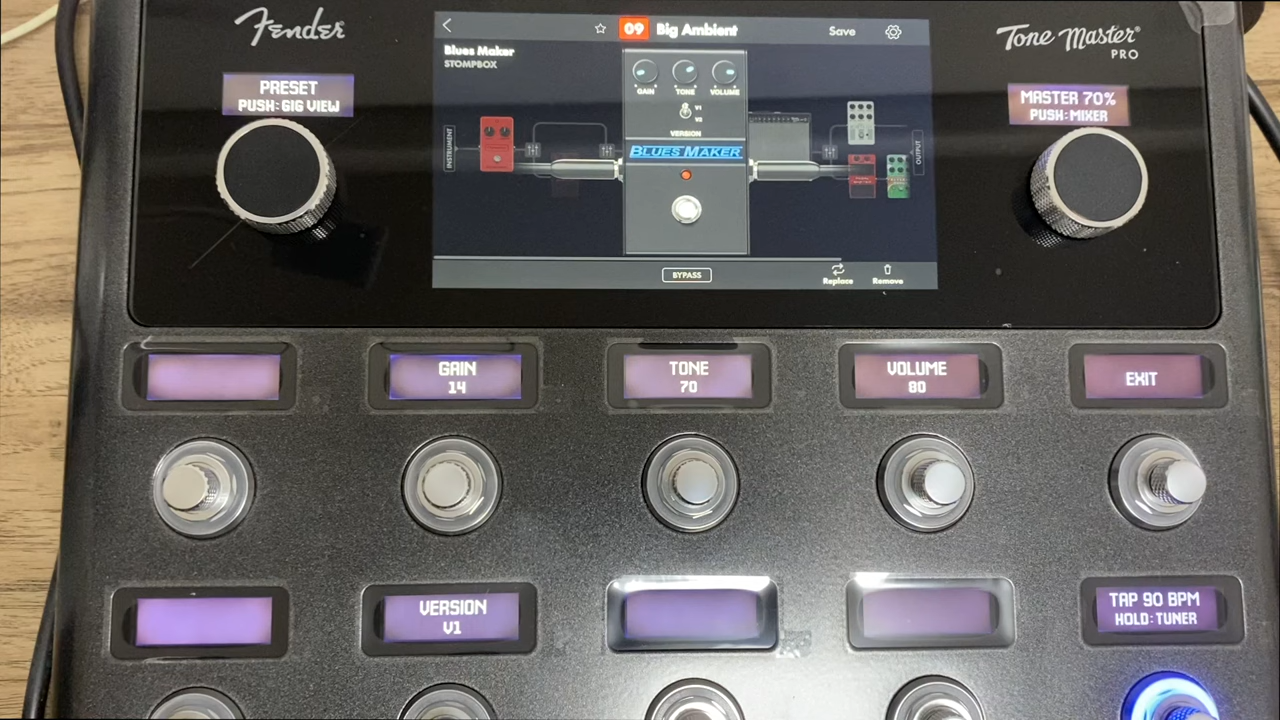 Fender
09 Big Ambient
Save
Tone Master®
PRO
Blues Maker
STOMPBOX
PRESET
PUSH: GIG VIEW
MASTER 70%
PUSH: MIXER
GAIN TONE VOLUME
V1
V2
VERSION
INSTRUMENT
BLUES MAKER
OUTPUT
BYPASS
Replace
Remove
GAIN
14
TONE
70
VOLUME
80
EXIT
VERSION
V1
TAP 90 BPM
HOLD: TUNER